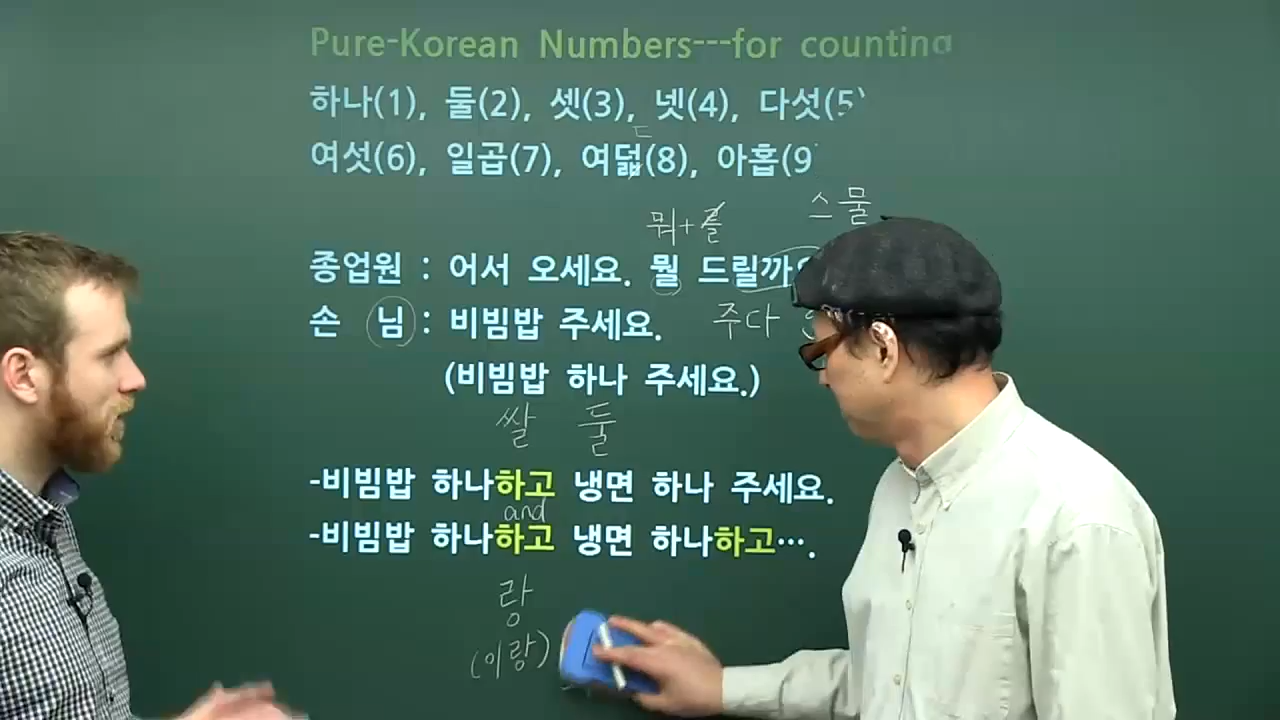 Pure-Korean Numbers---for counting
하나(1), 둘(2), 셋(3), 넷(4), 다섯(5)
ㄷ
여섯(6), 일곱(7), 여덟(8), 아홉(9
스물
뭐+를
종업원 : 어서 오세요. 뭘 드릴까요
손 님 : 비빔밥 주세요. 주다
(비빔밥 하나 주세요.)
쌀 둘
-비빔밥 하나하고 냉면 하나 주세요.
and
-비빔밥 하나하고 냉면 하나하고….
랑
(이랑)